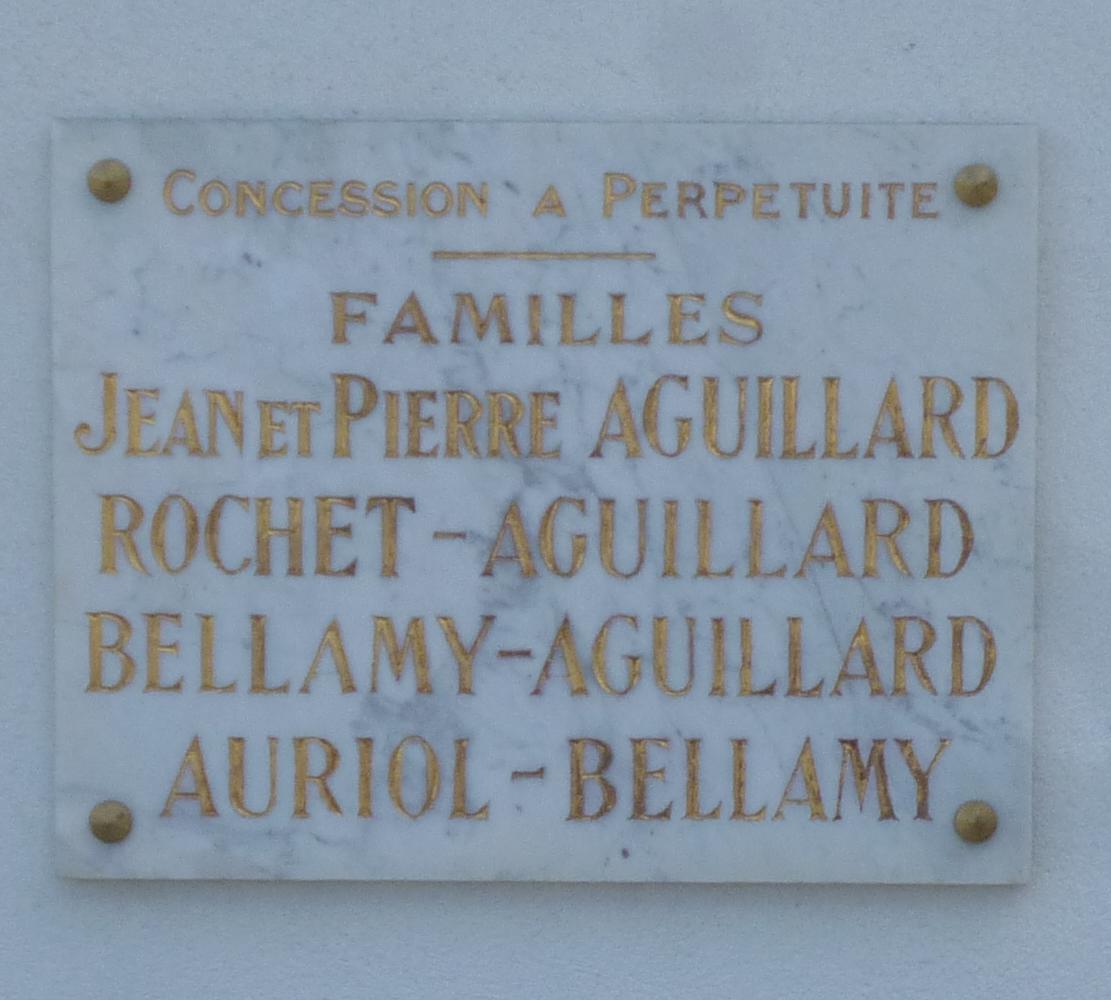 CONCESSION A PERPETUITE
FAMILLES
JEAN ET PIERRE AGUILLARD
ROCHET - AGUILLARD
BELLAMY - AGUILLARD
AURIOL - BELLAMY